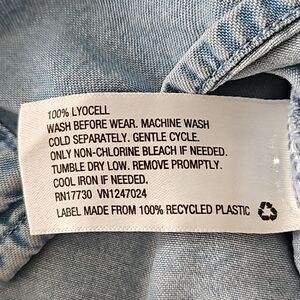 100% LYOCELL
WASH BEFORE WEAR. MACHINE WASH
COLD SEPARATELY. GENTLE CYCLE.
ONLY NON-CHLORINE BLEACH IF NEEDED.
TUMBLE DRY LOW. REMOVE PROMPTLY.
COOL IRON IF NEEDED.
RN17730 VN1247024
LABEL MADE FROM 100% RECYCLED PLASTIC